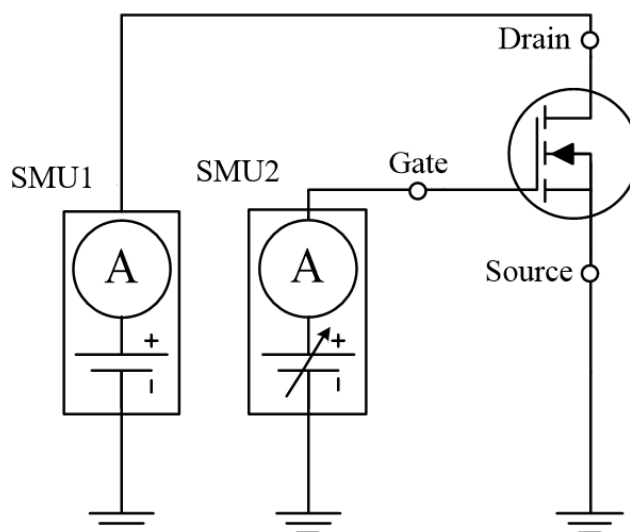 Drain
Gate
SMU1
SMU2
A
A
Source
+
+